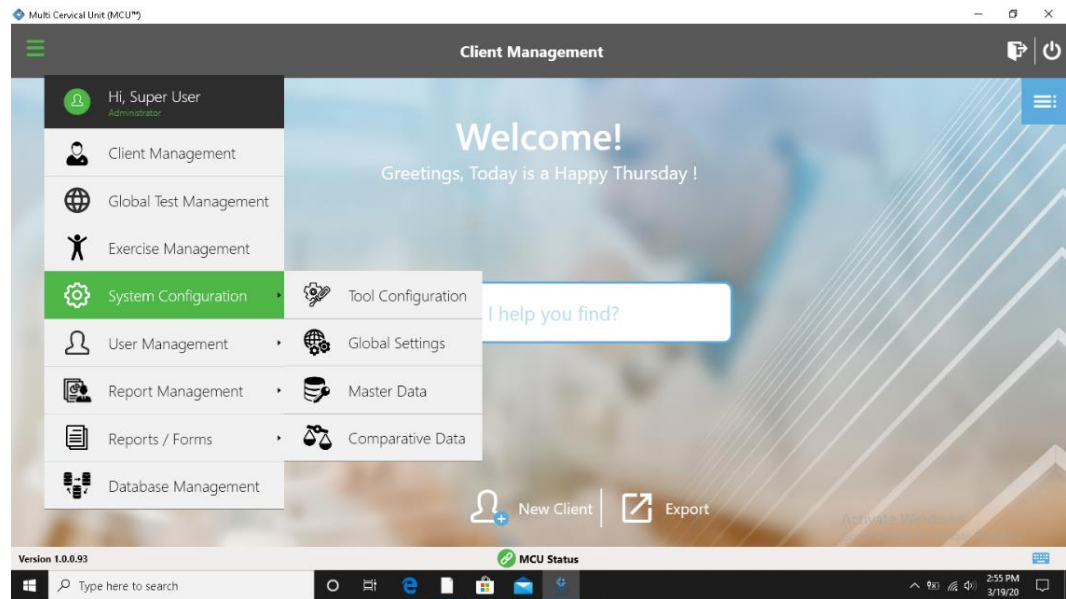 Multi Cervical Unit (MCU™)
Client Management
Hi, Super User
Administrator
Client Management
Global Test Management
Exercise Management
System Configuration
User Management
Report Management
Reports / Forms
Database Management
Tool Configuration
Global Settings
Master Data
Comparative Data
Welcome!
Greetings, Today is a Happy Thursday !
I help you find?
New Client
Export
Activate Windows
Version 1.0.0.93
MCU Status
Type here to search
2:55 PM
3/19/20